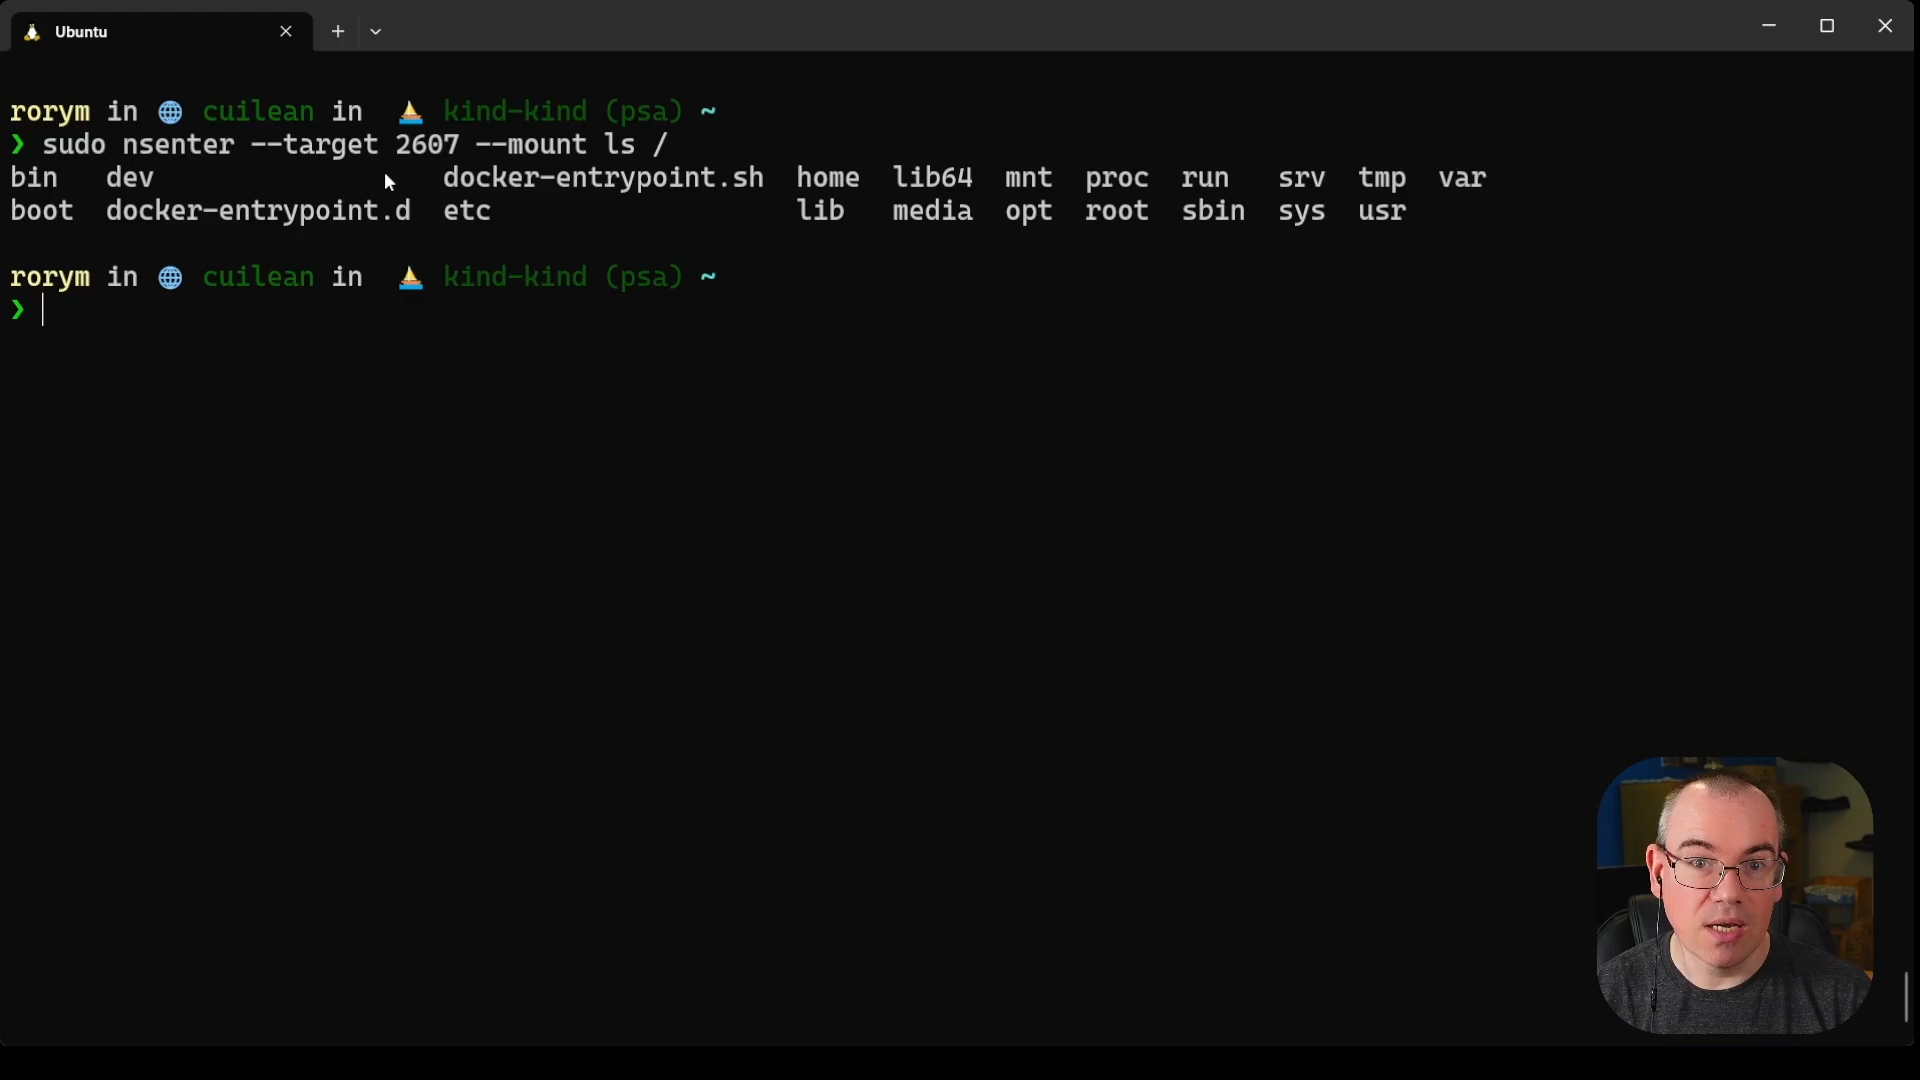 Ubuntu
rorym in cuilean in kind-kind (psa) ~
❯ sudo nsenter --target 2607 --mount ls /
bin dev docker-entrypoint.sh home lib64 mnt proc run srv tmp var
boot docker-entrypoint.d etc lib media opt root sbin sys usr
rorym in cuilean in kind-kind (psa) ~
❯